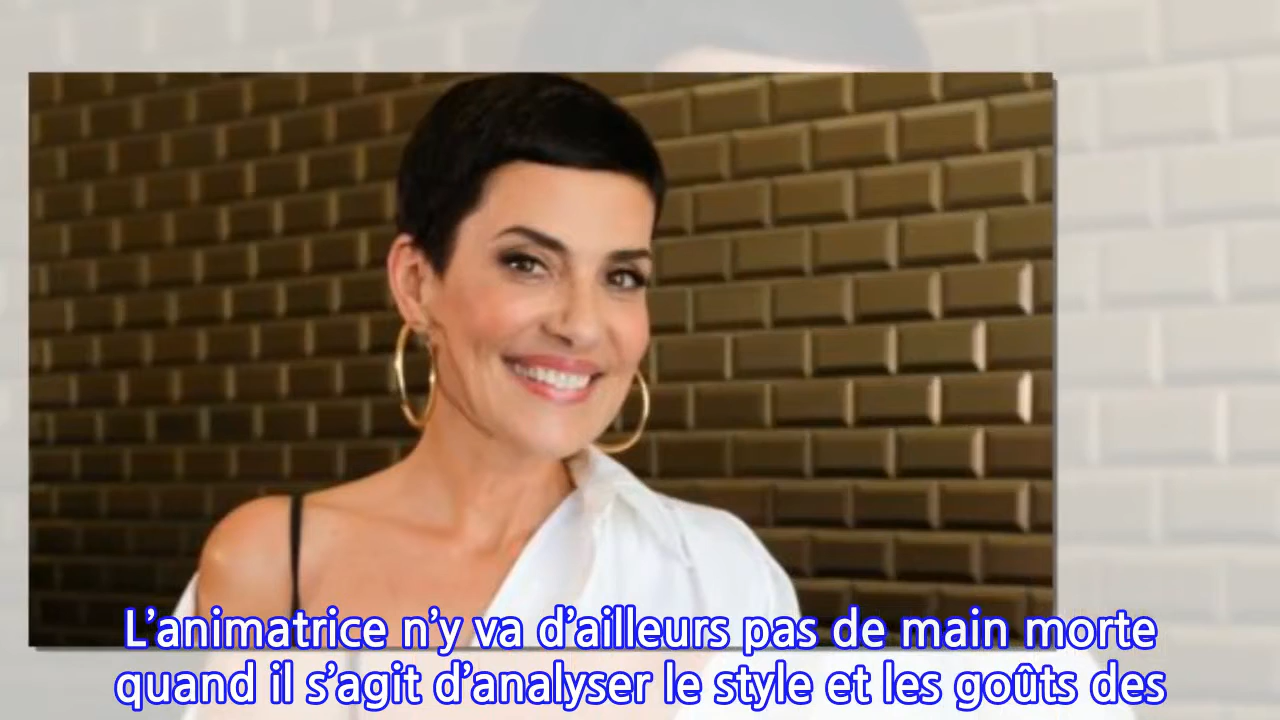 L’animatrice n’y va d’ailleurs pas de main morte
quand il s’agit d’analyser le style et les goûts des